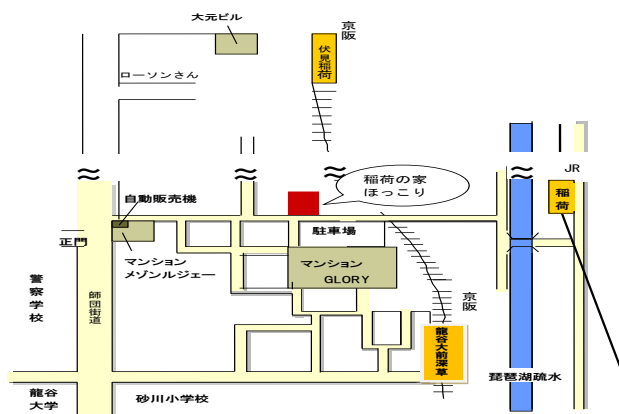 大元ビル
京阪
伏見稲荷
ローソンさん
JR
稲荷
稲荷の家
ほっこり
自動販売機
駐車場
正門
マンション
メゾンルジェー
マンション
GLORY
警察学校
師団街道
京阪
龍谷大前深草
琵琶湖疏水
龍谷
大学
砂川小学校